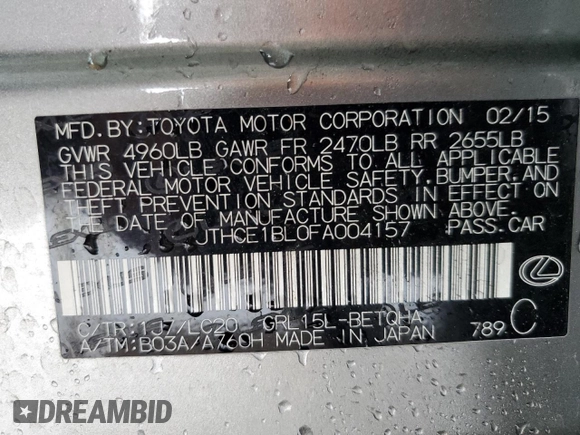 MFD.BY:TOYOTA MOTOR CORPORATION 02/15
GVWR 4960LB GAWR FR 2470LB RR 2655LB
THIS VEHICLE CONFORMS TO ALL APPLICABLE
FEDERAL MOTOR VEHICLE SAFETY,BUMPER,AND
THEFT PREVENTION STANDARDS IN EFFECT ON
THE DATE OF MANUFACTURE SHOWN ABOVE.
JTHCE1BL0FA004157 PASS.CAR
C/TR:1J7/LC20 GRL15L-BETQHA
A/TM:B03A/A760H MADE IN JAPAN 789 C
DREAMBID